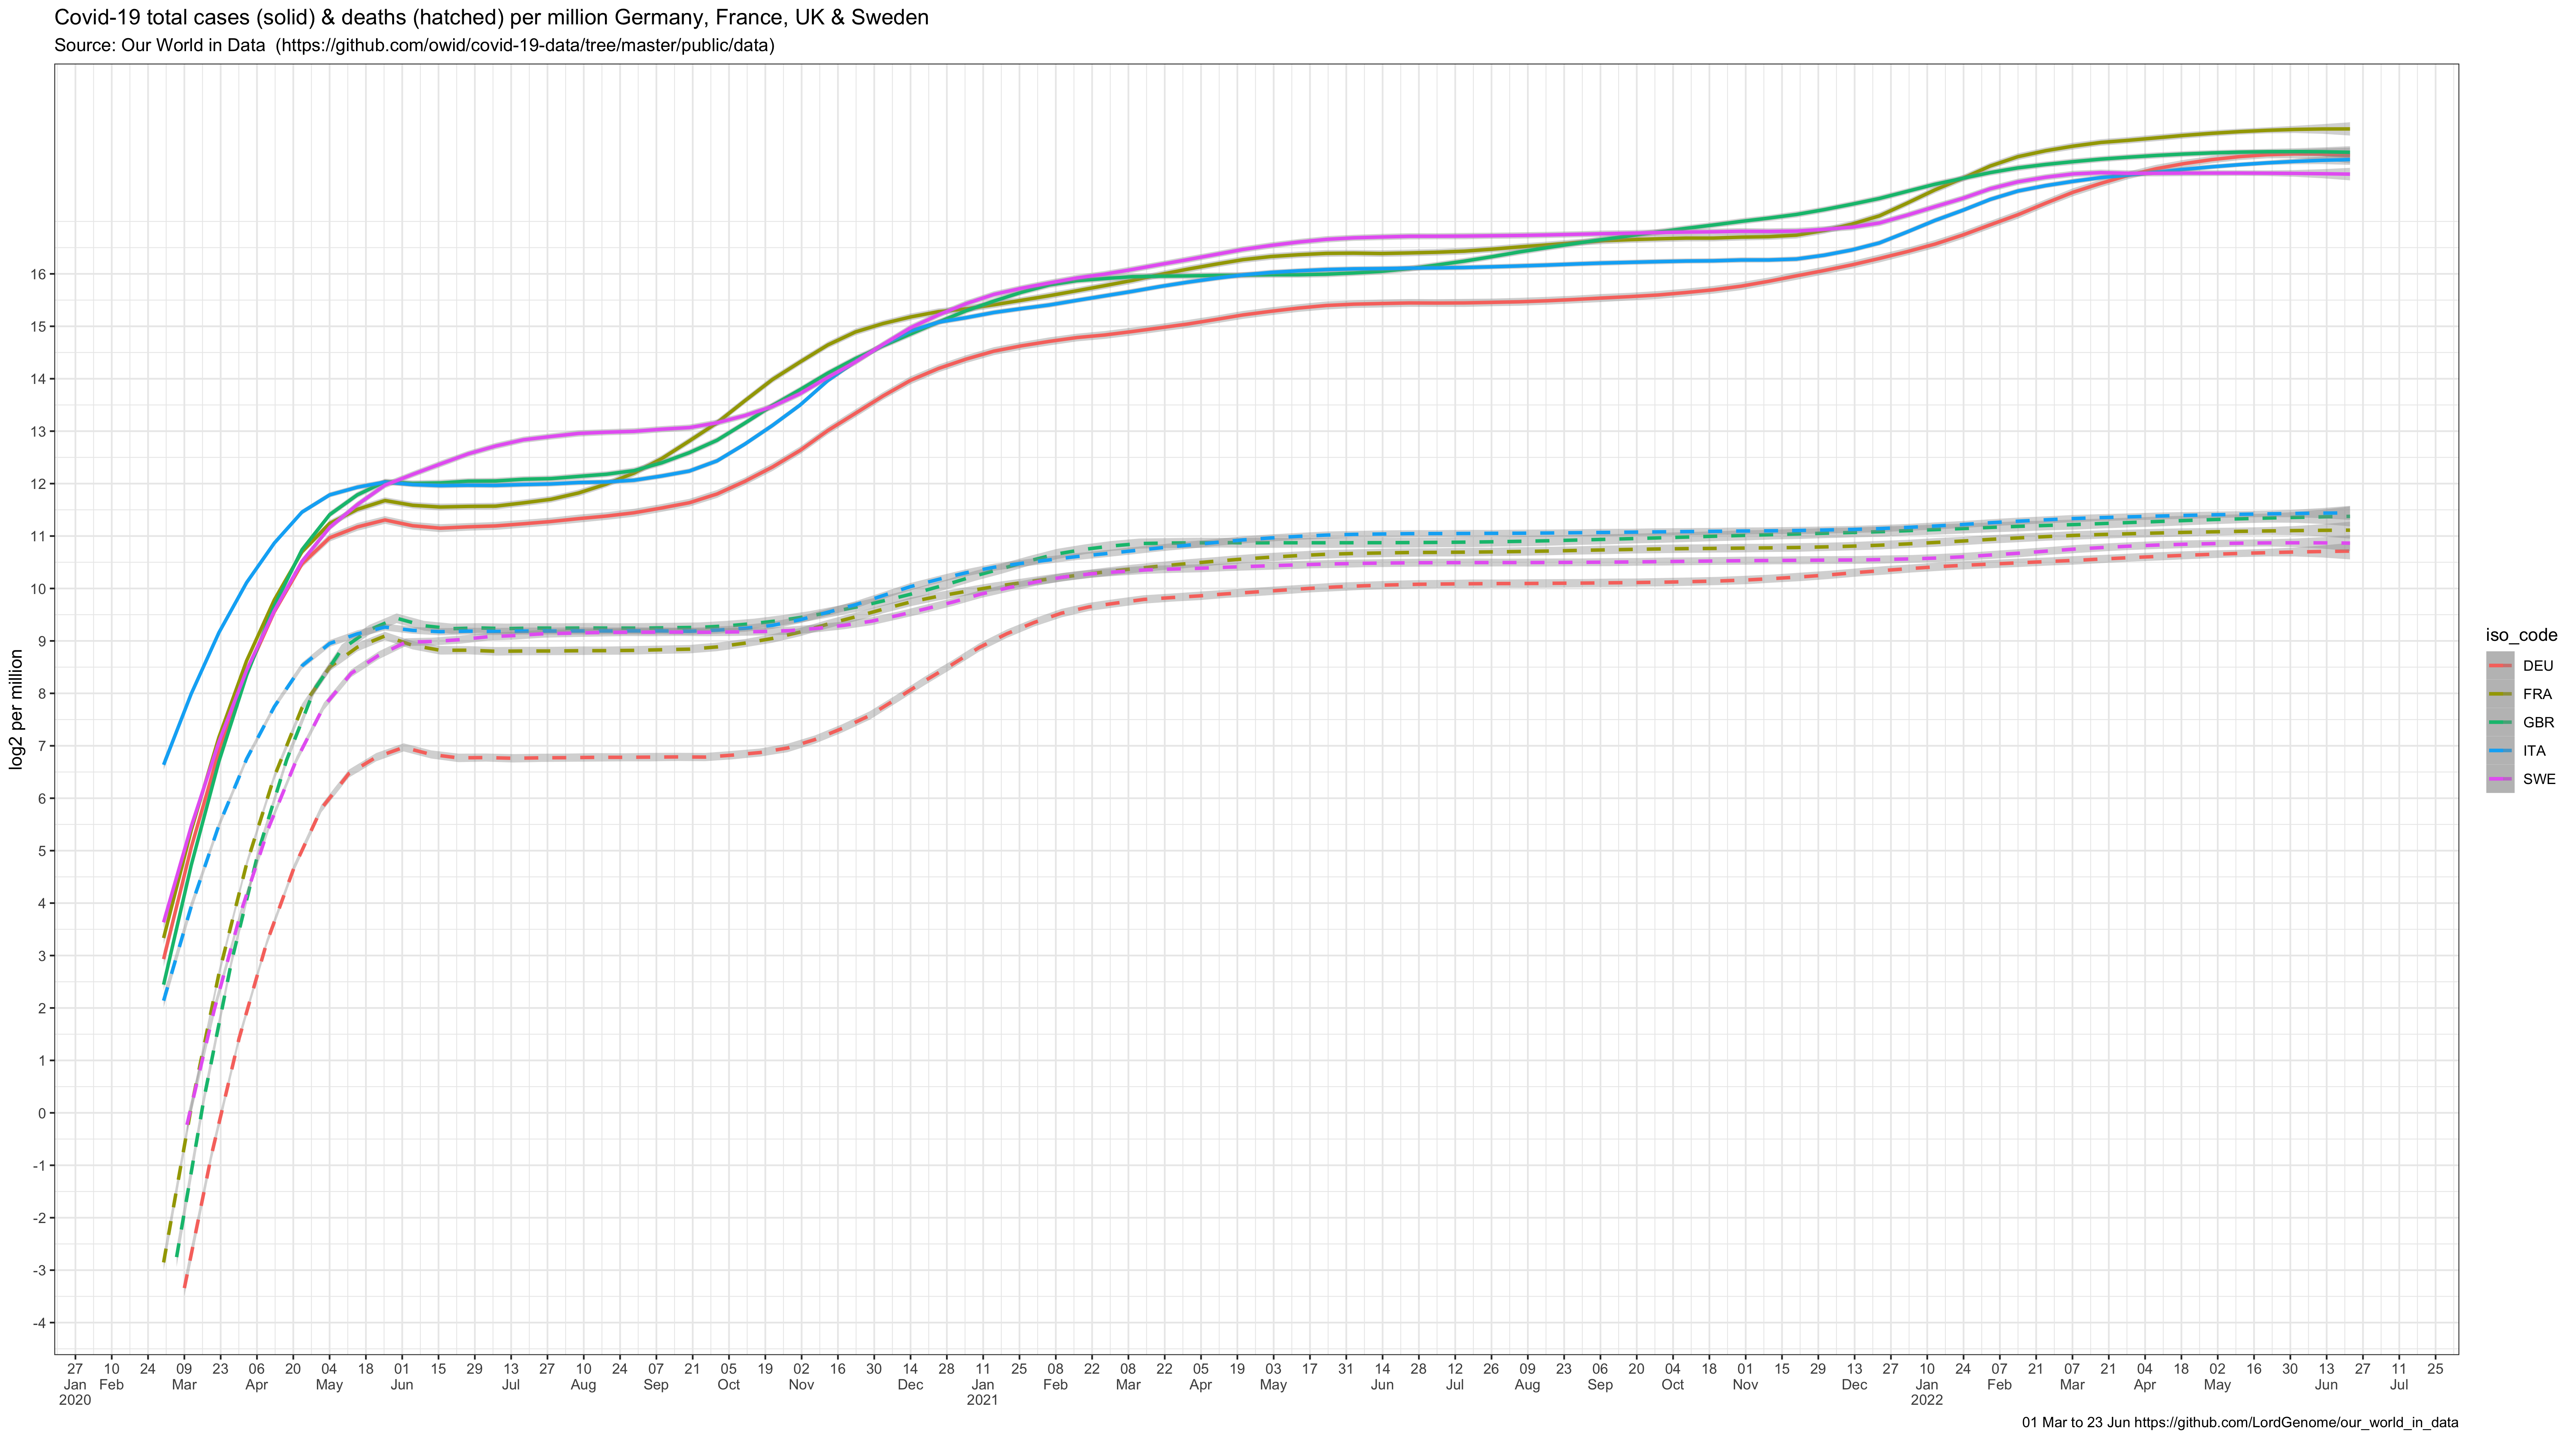 Covid-19 total cases (solid) & deaths (hatched) per million Germany, France, UK & Sweden
Source: Our World in Data  (https://github.com/owid/covid-19-data/tree/master/public/data)
16
15
14
13
12
11
10
9
8
7
6
5
4
3
2
1
0
-1
-2
-3
-4
log2 per million
iso_code
DEU
FRA
GBR
ITA
SWE
27 10 24 09 23 06 20 04 18 01 15 29 13 27 10 24 07 21 05 19 02 16 30 14 28 11 25 08 22 08 22 05 19 03 17 31 14 28 12 26 09 23 06 20 04 18 01 15 29 13 27 10 24 07 21 07 21 04 18 02 16 30 13 27 11 25
Jan Feb Mar Apr May Jun Jul Aug Sep Oct Nov Dec Jan Feb Mar Apr May Jun Jul Aug Sep Oct Nov Dec Jan Feb Mar Apr May Jun Jul
2020 2021 2022
01 Mar to 23 Jun https://github.com/LordGenome/our_world_in_data